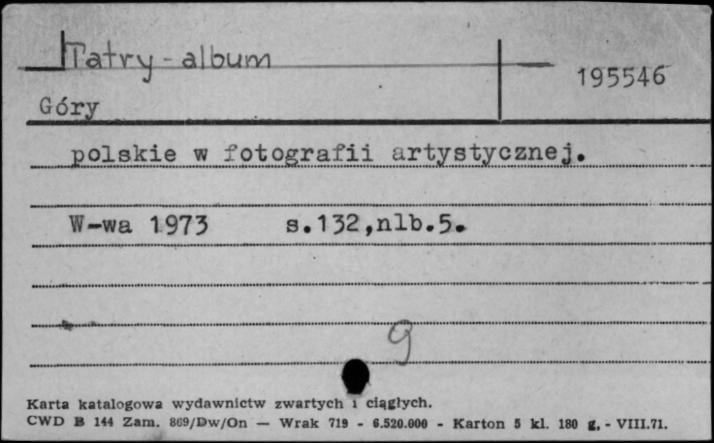 Tatry - album
195546
Góry
polskie w fotografii artystycznej.
W-wa 1973 s.132,nlb.5.
g
Karta katalogowa wydawnictw zwartych i ciągłych.
CWD B 144 Zam. 869/Dw/On — Wrak 719 - 6.520.000 - Karton 5 kl. 180 g. - VIII.71.